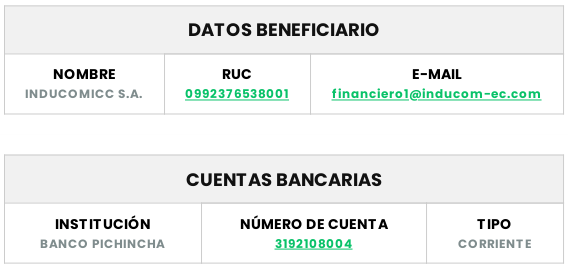 DATOS BENEFICIARIO
NOMBRE RUC E-MAIL
INDUCOMICC S.A. 0992376538001 financiero1@inducom-ec.com
CUENTAS BANCARIAS
INSTITUCIÓN NÚMERO DE CUENTA TIPO
BANCO PICHINCHA 3192108004 CORRIENTE